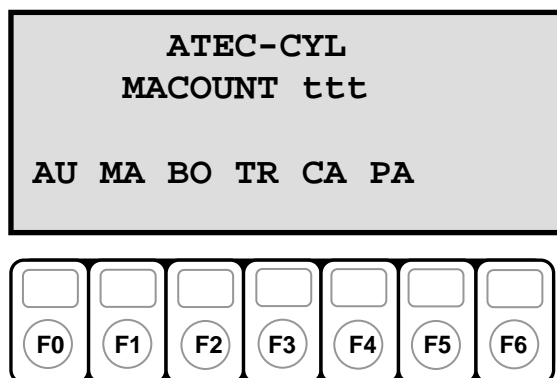 ATEC-CYL
MACOUNT ttt
AU MA BO TR CA PA
F0 F1 F2 F3 F4 F5 F6